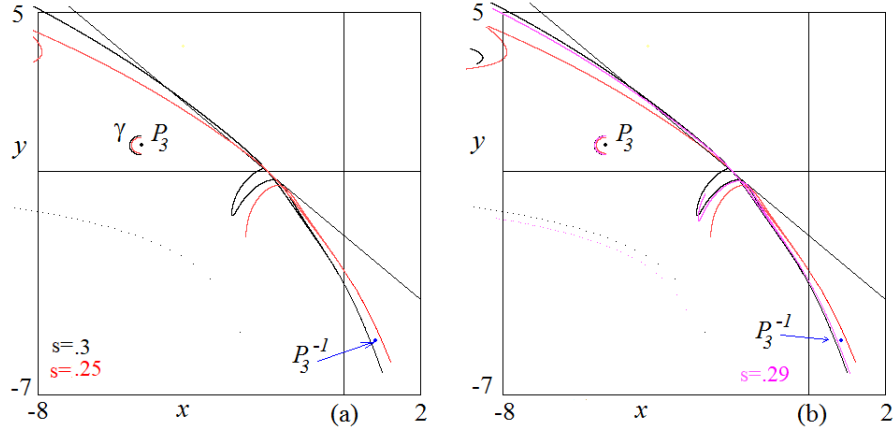 5
γ P₃
y
P₃⁻¹
s=.3
s=.25
-7
-8 x (a) 2
5
P₃
y
P₃⁻¹
s=.29
-7
-8 x (b) 2